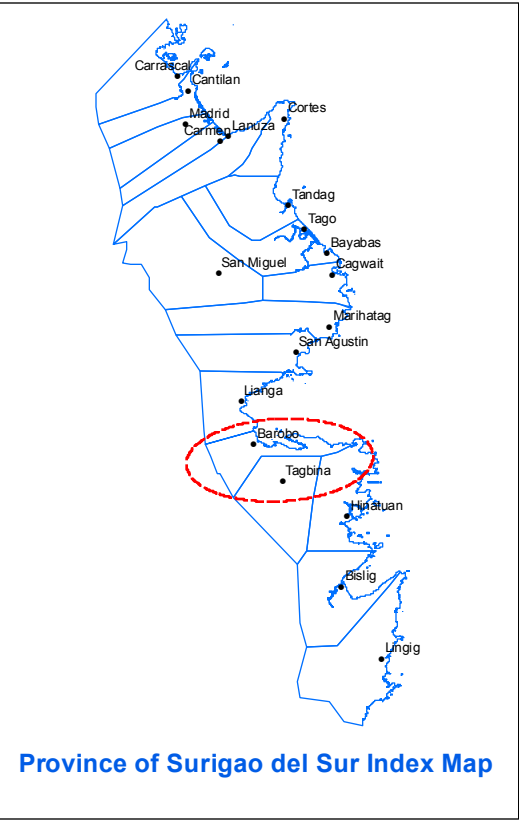 Carrascal
Cantilan
Madrid
Cortes
Carmen
Lanuza
Tandag
Tago
Bayabas
San Miguel
Cagwait
Marihatag
San Agustin
Lianga
Barobo
Tagbina
Hinatuan
Bislig
Lingig
Province of Surigao del Sur Index Map